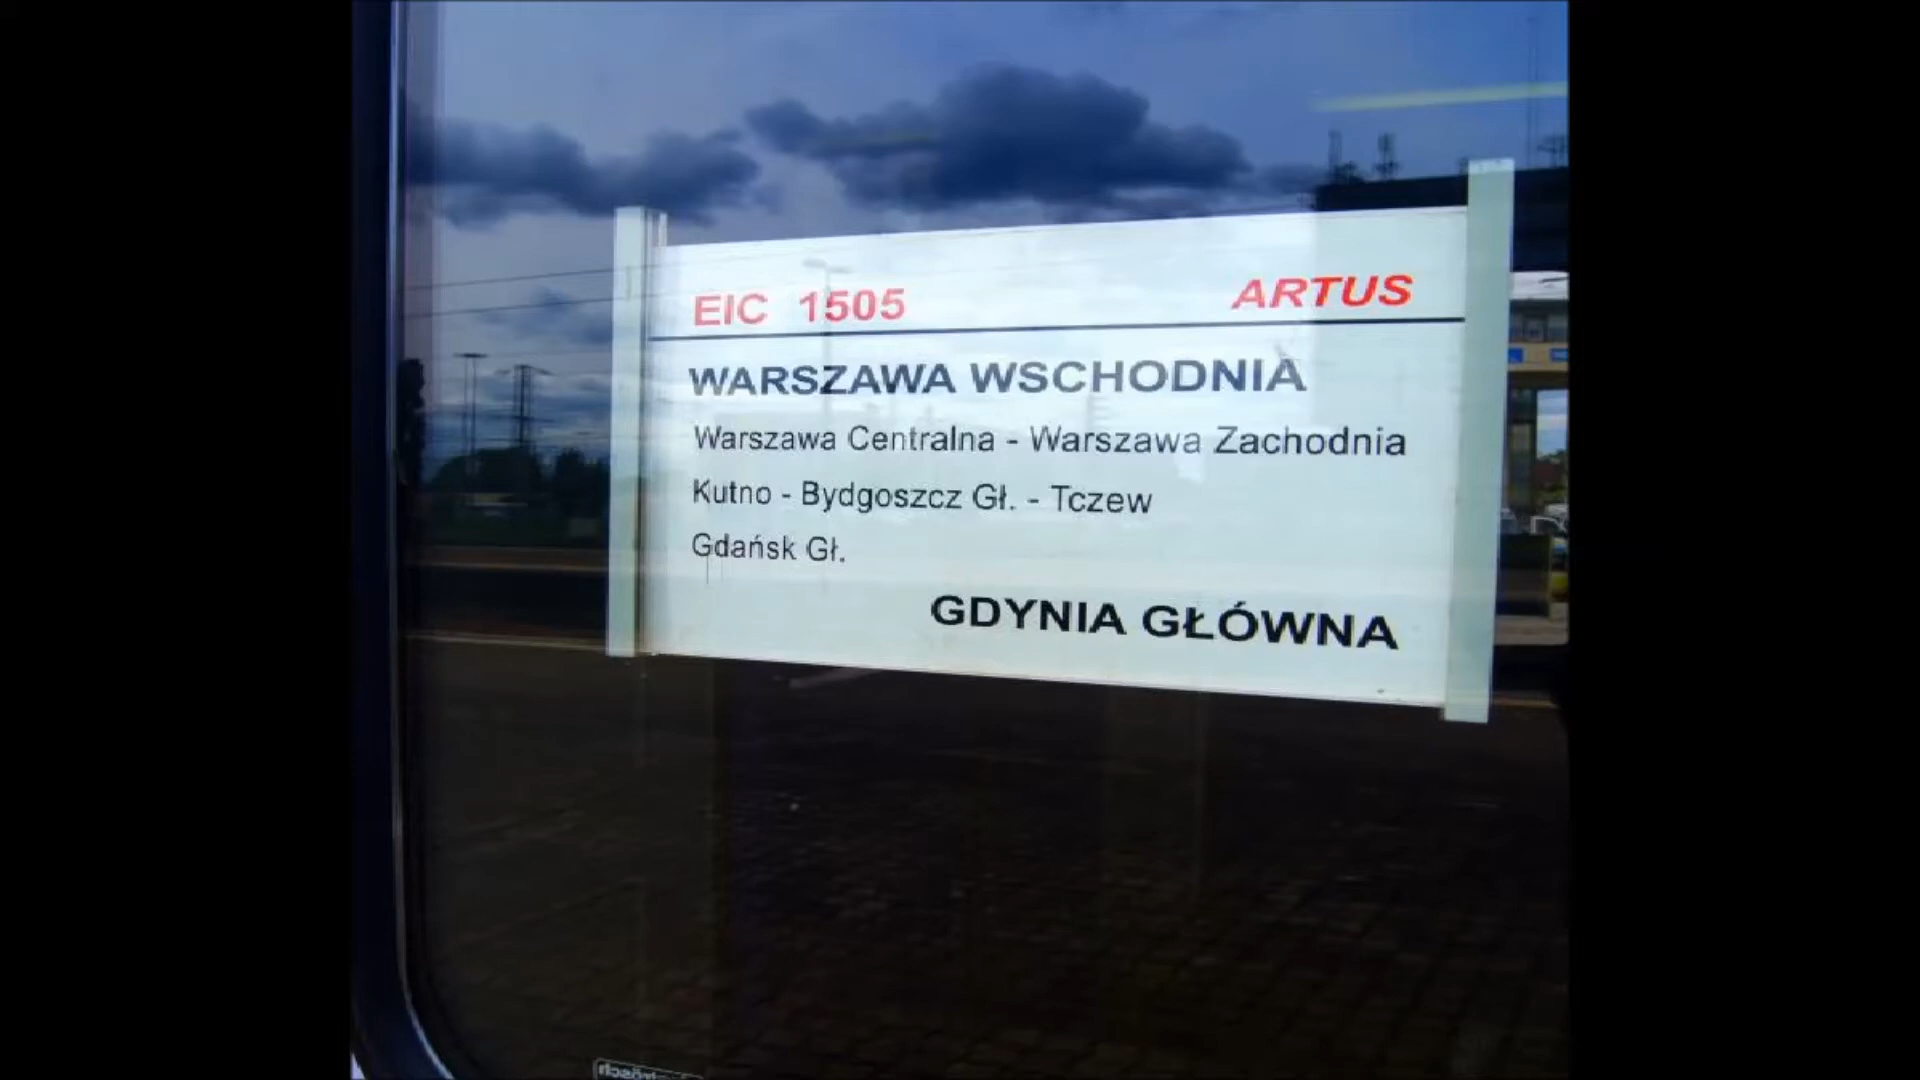 EIC 1505 ARTUS
WARSZAWA WSCHODNIA
Warszawa Centralna - Warszawa Zachodnia
Kutno - Bydgoszcz Gł. - Tczew
Gdańsk Gł.
GDYNIA GŁÓWNA